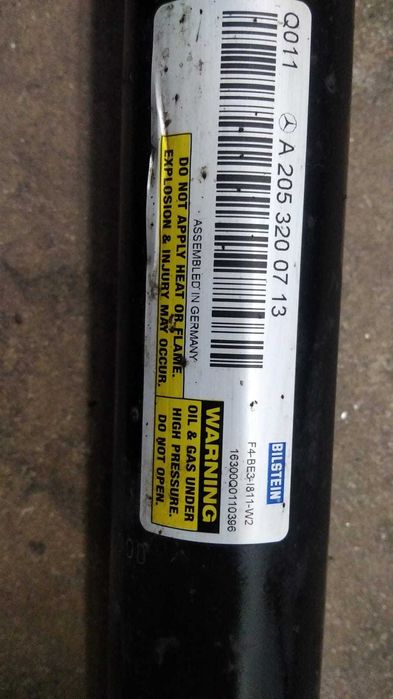 Q011
A 205 320 07 13
BILSTEIN
F4-BE3-I811-W2
16300Q0110396
ASSEMBLED IN GERMANY
DO NOT APPLY HEAT OR FLAME.
EXPLOSION & INJURY MAY OCCUR.
WARNING
OIL & GAS UNDER
HIGH PRESSURE.
DO NOT OPEN.